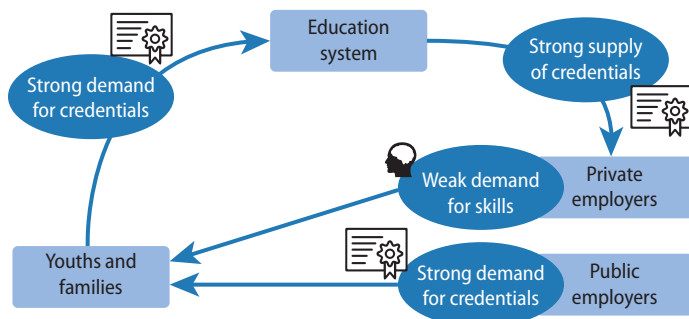 Education
system
Strong supply
of credentials
Strong demand
for credentials
Weak demand
for skills
Private
employers
Youths and
families
Strong demand
for credentials
Public
employers